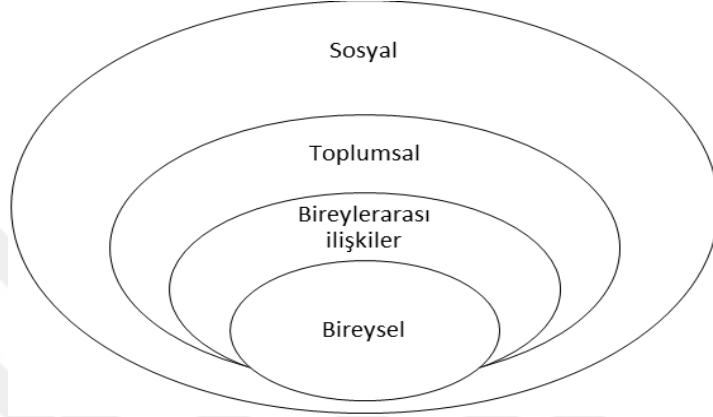 Sosyal
Toplumsal
Bireylerarası
ilişkiler
Bireysel